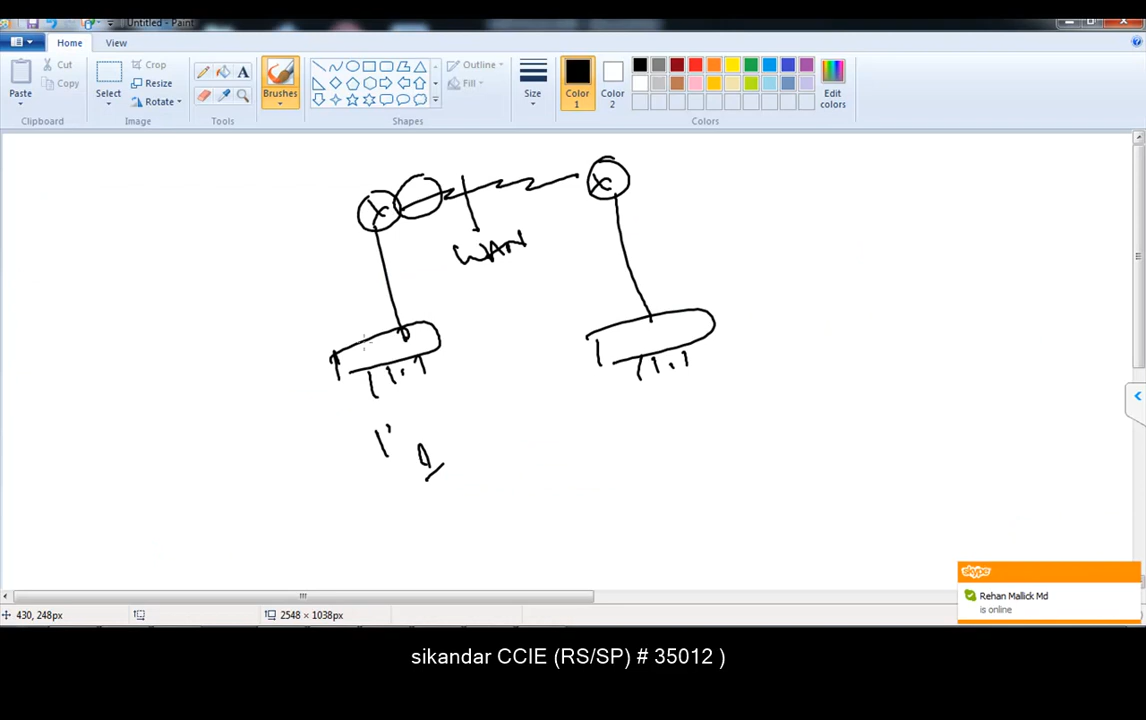 Untitled - Paint
Home View
Paste
Cut
Copy
Clipboard
Select
Crop
Resize
Rotate
Image
A
Tools
Brushes
Outline
Fill
Shapes
Size
Color
1
Color
2
Edit
colors
Colors
x x
WAN
skype
Rehan Mallick Md
is online
430, 248px
2548 × 1038px
sikandar CCIE (RS/SP) # 35012 )